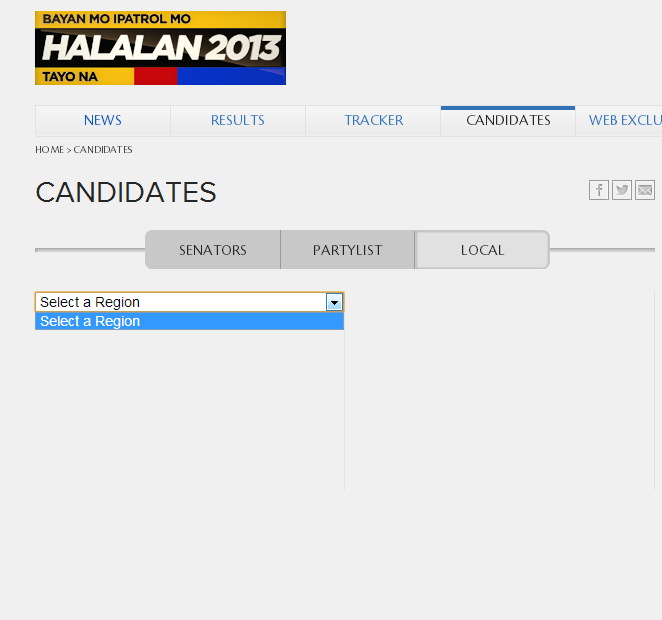 BAYAN MO IPATROL MO
HALALAN 2013
TAYO NA
NEWS RESULTS TRACKER CANDIDATES WEB EXCLU
HOME > CANDIDATES
CANDIDATES
SENATORS PARTYLIST LOCAL
Select a Region
Select a Region